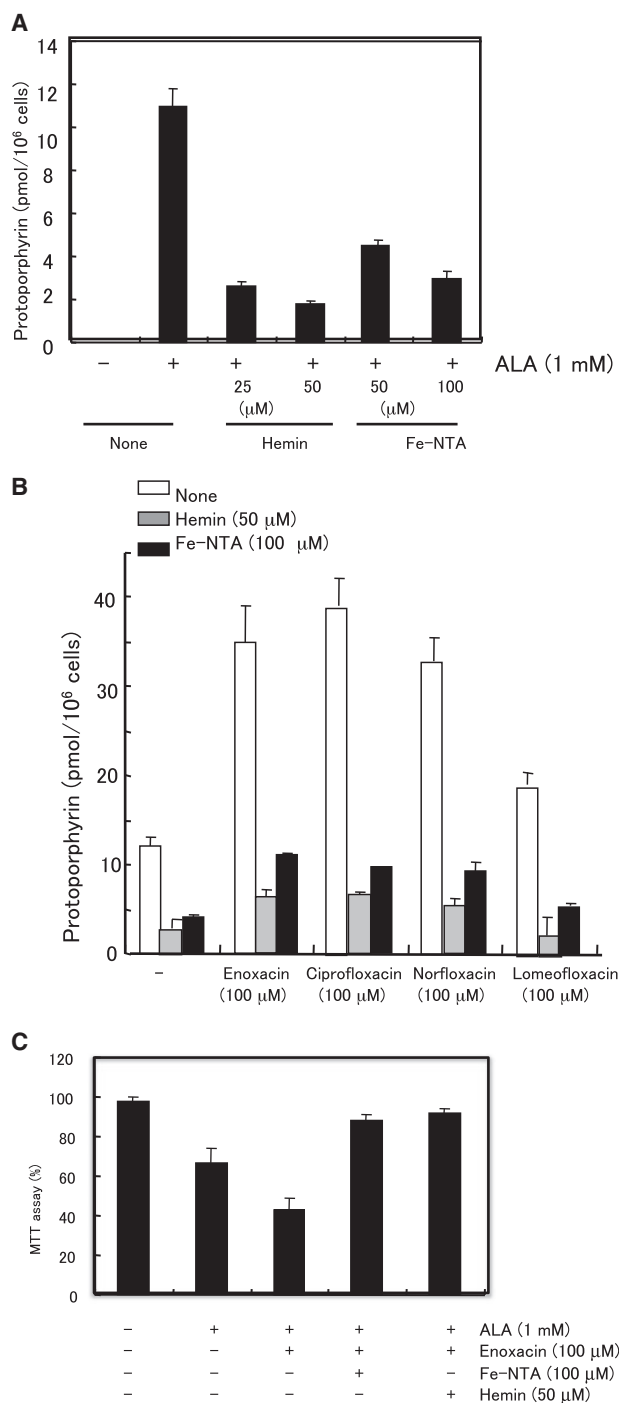 A
Protoporphyrin (pmol/10⁶ cells)
14
12
10
8
6
4
2
0
− + + + + + ALA (1 mM)
25 50 50 100
(μM) (μM)
None Hemin Fe-NTA
B
None
Hemin (50 μM)
Fe-NTA (100 μM)
Protoporphyrin (pmol/10⁶ cells)
40
30
20
10
0
− Enoxacin Ciprofloxacin Norfloxacin Lomeofloxacin
(100 μM) (100 μM) (100 μM) (100 μM)
C
MTT assay (%)
120
100
80
60
40
20
0
− + + + + ALA (1 mM)
− − + + + Enoxacin (100 μM)
− − − + − Fe-NTA (100 μM)
− − − − + Hemin (50 μM)